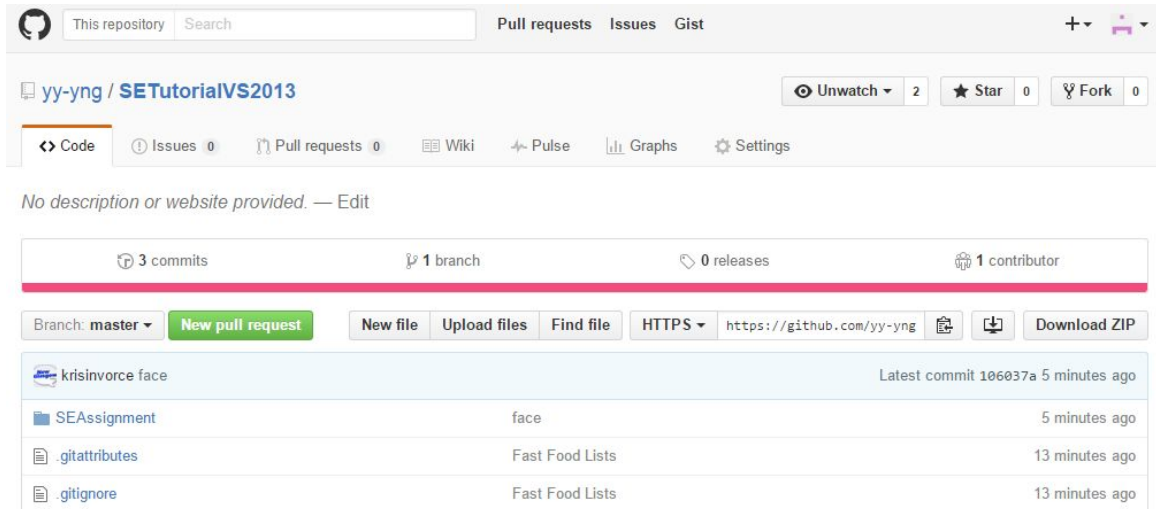 This repository Search Pull requests Issues Gist
yy-yng / SETutorialVS2013 Unwatch 2 Star 0 Fork 0
Code Issues 0 Pull requests 0 Wiki Pulse Graphs Settings
No description or website provided. — Edit
3 commits 1 branch 0 releases 1 contributor
Branch: master New pull request New file Upload files Find file HTTPS https://github.com/yy-yng Download ZIP
krisinvorce face Latest commit 106037a 5 minutes ago
SEAssignment face 5 minutes ago
.gitattributes Fast Food Lists 13 minutes ago
.gitignore Fast Food Lists 13 minutes ago